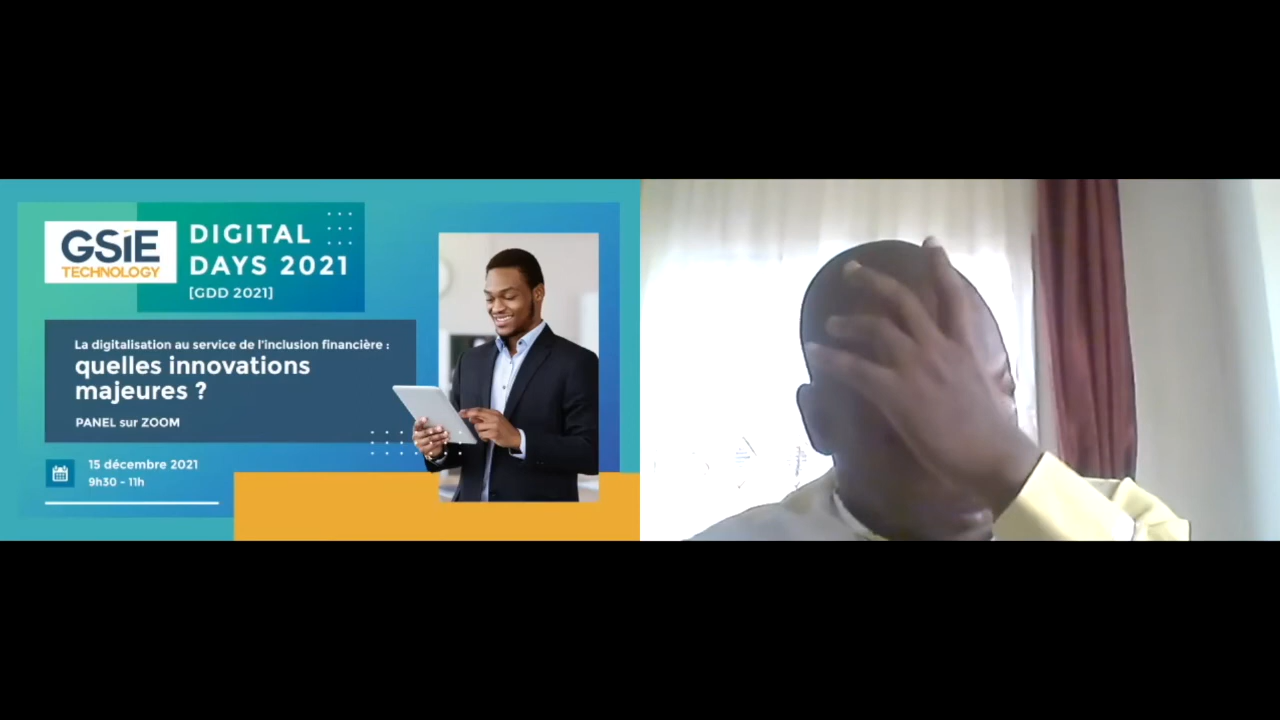 GSIE
TECHNOLOGY
DIGITAL
DAYS 2021
[GDD 2021]
La digitalisation au service de l'inclusion financière :
quelles innovations
majeures ?
PANEL sur ZOOM
15 décembre 2021
9h30 - 11h